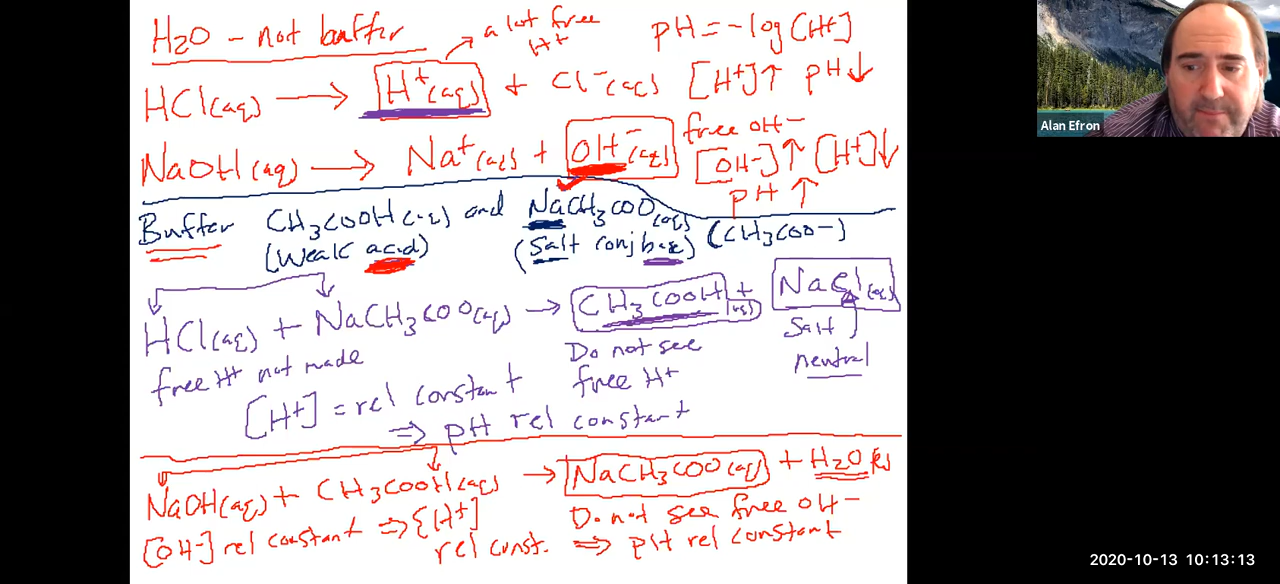 H2O - not buffer
a lot free H+
pH = -log[H+]
HCl(aq) → H+(aq) + Cl-(aq) [H+]↑ pH↓
NaOH(aq) → Na+(aq) + OH-(aq) free OH-
[OH-]↑ [H+]↓
pH ↑
Buffer CH3COOH(aq) and NaCH3COO(aq)
(Weak acid) (Salt conj base) (CH3COO-)
HCl(aq) + NaCH3COO(aq) → CH3COOH(aq) + NaCl(aq)
free H+ not made
Do not see
free H+
Salt
neutral
[H+] = rel constant
⇒ pH rel constant
NaOH(aq) + CH3COOH(aq) → NaCH3COO(aq) + H2O(l)
[OH-] rel constant ⇒ {[H+]
rel const.
Do not see free OH-
⇒ pH rel constant
Alan Efron
2020-10-13 10:13:13